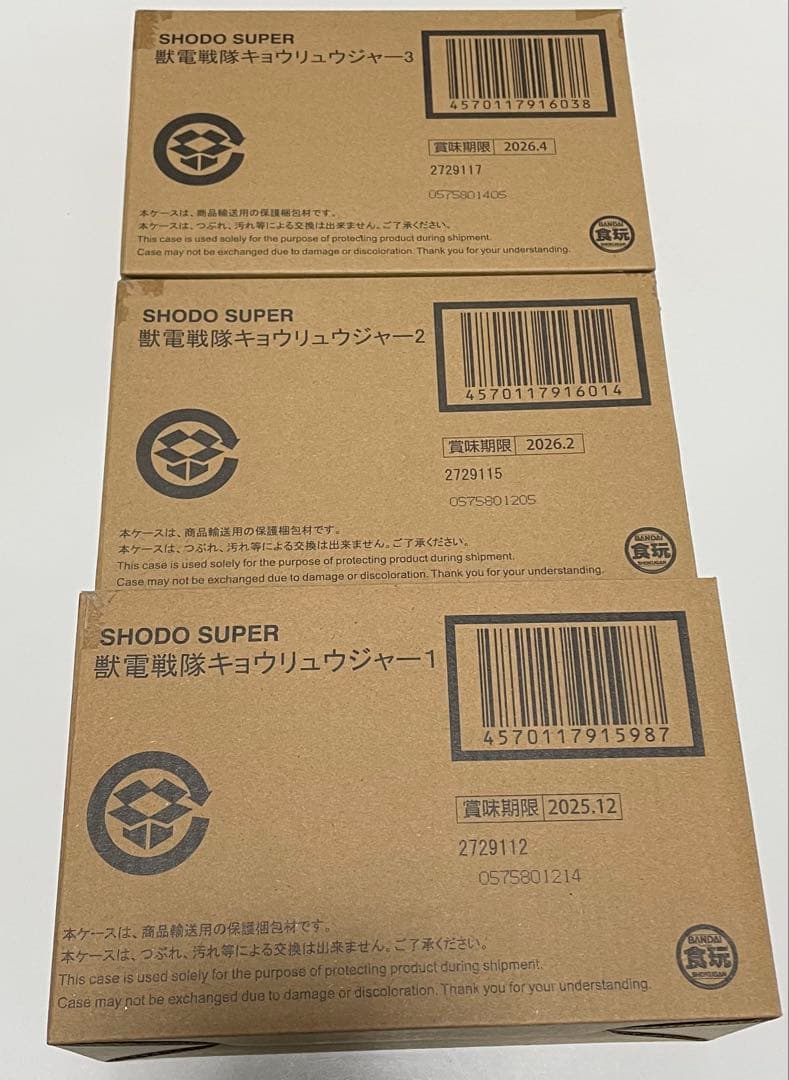 SHODO SUPER
獣電戦隊キョウリュウジャー3
4570117916038
賞味期限 2026.4
2729117
0575801405
本ケースは、商品輸送用の保護梱包材です。
本ケースは、つぶれ、汚れ等による交換は出来ません。ご了承ください。
This case is used solely for the purpose of protecting product during shipment.
Case may not be exchanged due to damage or discoloration. Thank you for your understanding.
BANDAI
食玩
SHOKUGAN
SHODO SUPER
獣電戦隊キョウリュウジャー2
4570117916014
賞味期限 2026.2
2729115
0575801205
本ケースは、商品輸送用の保護梱包材です。
本ケースは、つぶれ、汚れ等による交換は出来ません。ご了承ください。
This case is used solely for the purpose of protecting product during shipment.
Case may not be exchanged due to damage or discoloration. Thank you for your understanding.
BANDAI
食玩
SHOKUGAN
SHODO SUPER
獣電戦隊キョウリュウジャー1
4570117915987
賞味期限 2025.12
2729112
0575801214
本ケースは、商品輸送用の保護梱包材です。
本ケースは、つぶれ、汚れ等による交換は出来ません。ご了承ください。
This case is used solely for the purpose of protecting product during shipment.
Case may not be exchanged due to damage or discoloration. Thank you for your understanding.
BANDAI
食玩
SHOKUGAN